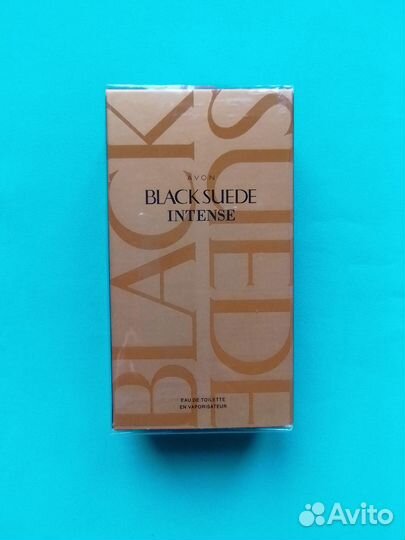 BLACK
SUEDE
AVON
BLACK SUEDE
INTENSE
EAU DE TOILETTE
EN VAPORISATEUR
Avito